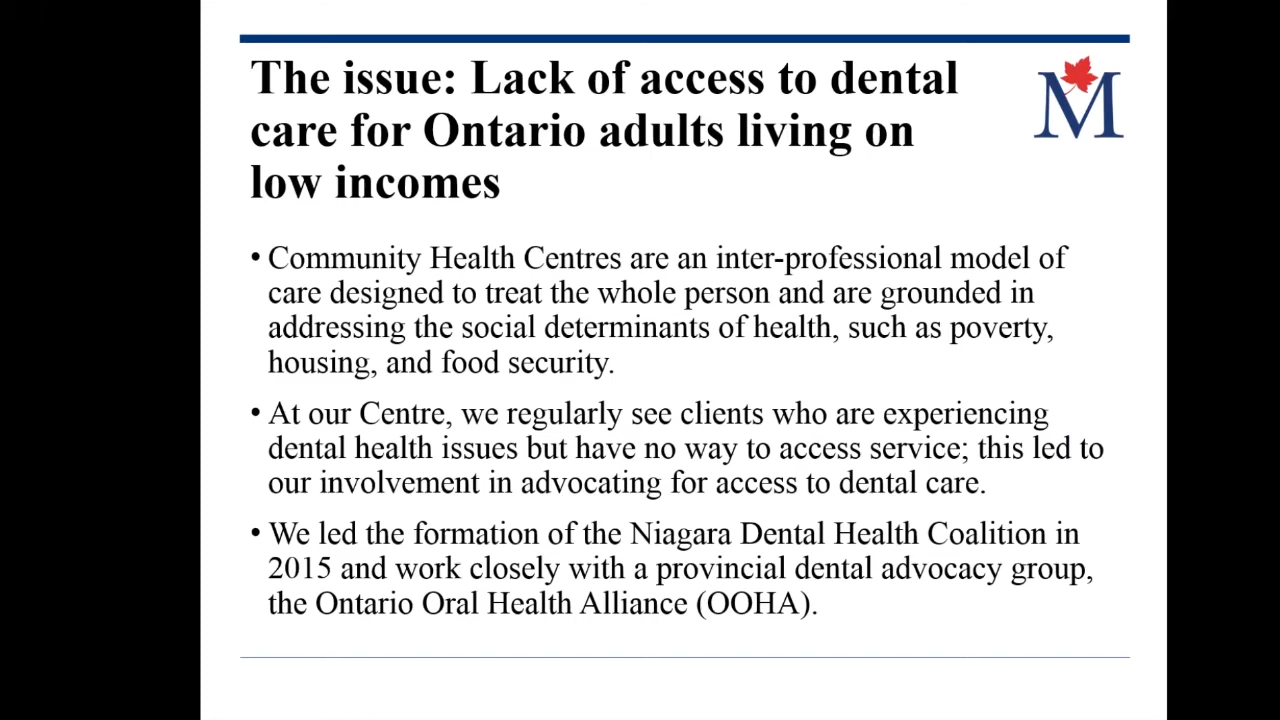 The issue: Lack of access to dental
care for Ontario adults living on
low incomes
M
• Community Health Centres are an inter-professional model of
care designed to treat the whole person and are grounded in
addressing the social determinants of health, such as poverty,
housing, and food security.
• At our Centre, we regularly see clients who are experiencing
dental health issues but have no way to access service; this led to
our involvement in advocating for access to dental care.
• We led the formation of the Niagara Dental Health Coalition in
2015 and work closely with a provincial dental advocacy group,
the Ontario Oral Health Alliance (OOHA).